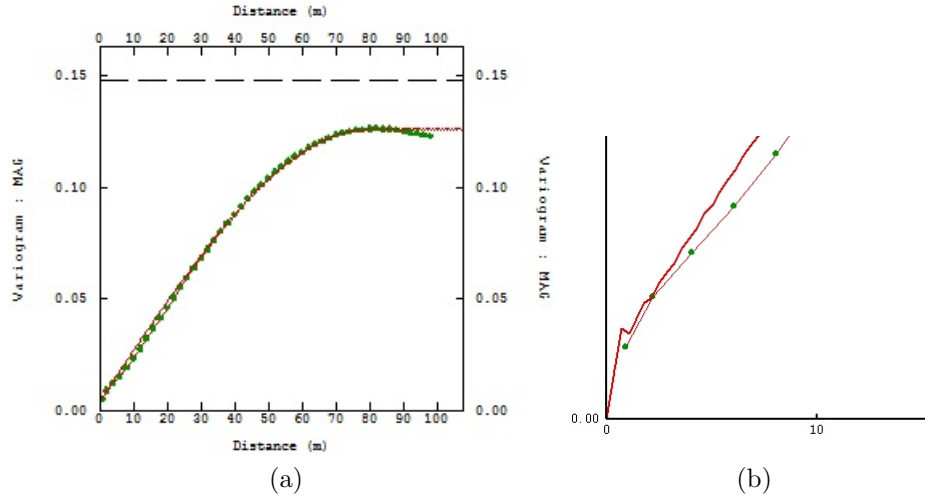 Distance (m)
0 10 20 30 40 50 60 70 80 90 100
0.15 0.15
0.10 0.10
0.05 0.05
0.00 0.00
Variogram : MAG
Variogram : MAG
0 10 20 30 40 50 60 70 80 90 100
Distance (m)
(a)
0.00
0 10
(b)